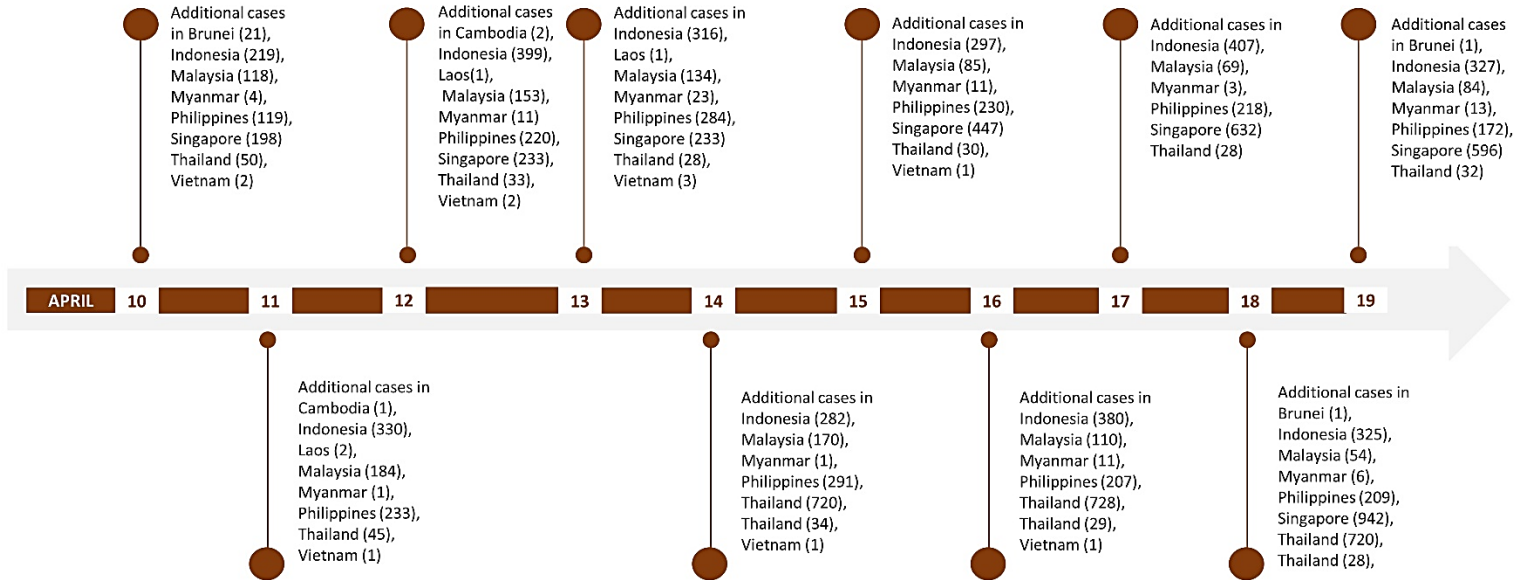 Additional cases
in Brunei (21),
Indonesia (219),
Malaysia (118),
Myanmar (4),
Philippines (119),
Singapore (198)
Thailand (50),
Vietnam (2)
Additional cases
in Cambodia (2),
Indonesia (399),
Laos(1),
Malaysia (153),
Myanmar (11)
Philippines (220),
Singapore (233),
Thailand (33),
Vietnam (2)
Additional cases in
Indonesia (316),
Laos (1),
Malaysia (134),
Myanmar (23),
Philippines (284),
Singapore (233)
Thailand (28),
Vietnam (3)
Additional cases in
Indonesia (297),
Malaysia (85),
Myanmar (11),
Philippines (230),
Singapore (447)
Thailand (30),
Vietnam (1)
Additional cases in
Indonesia (407),
Malaysia (69),
Myanmar (3),
Philippines (218),
Singapore (632)
Thailand (28)
Additional cases
in Brunei (1),
Indonesia (327),
Malaysia (84),
Myanmar (13),
Philippines (172),
Singapore (596)
Thailand (32)
APRIL 10 11 12 13 14 15 16 17 18 19
Additional cases in
Cambodia (1),
Indonesia (330),
Laos (2),
Malaysia (184),
Myanmar (1),
Philippines (233),
Thailand (45),
Vietnam (1)
Additional cases in
Indonesia (282),
Malaysia (170),
Myanmar (1),
Philippines (291),
Thailand (720),
Thailand (34),
Vietnam (1)
Additional cases in
Indonesia (380),
Malaysia (110),
Myanmar (11),
Philippines (207),
Thailand (728),
Thailand (29),
Vietnam (1)
Additional cases in
Brunei (1),
Indonesia (325),
Malaysia (54),
Myanmar (6),
Philippines (209),
Singapore (942),
Thailand (720),
Thailand (28),